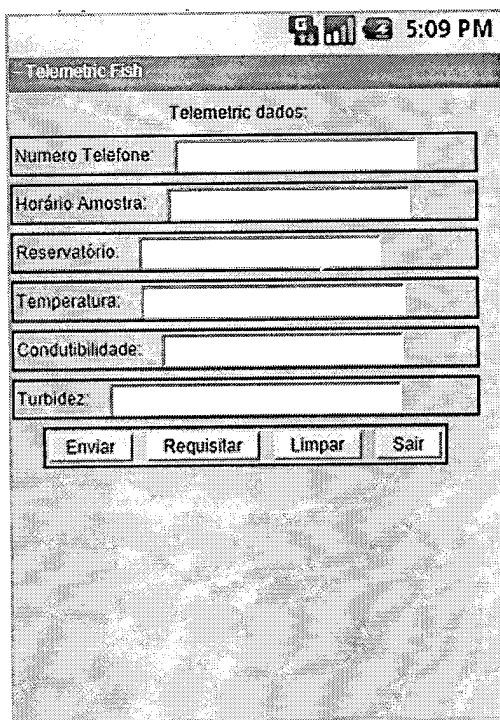 5:09 PM
Telemetric Fish
Telemetric dados:
Numero Telefone:
Horário Amostra:
Reservatório:
Temperatura:
Condutibilidade:
Turbidez:
Enviar Requisitar Limpar Sair